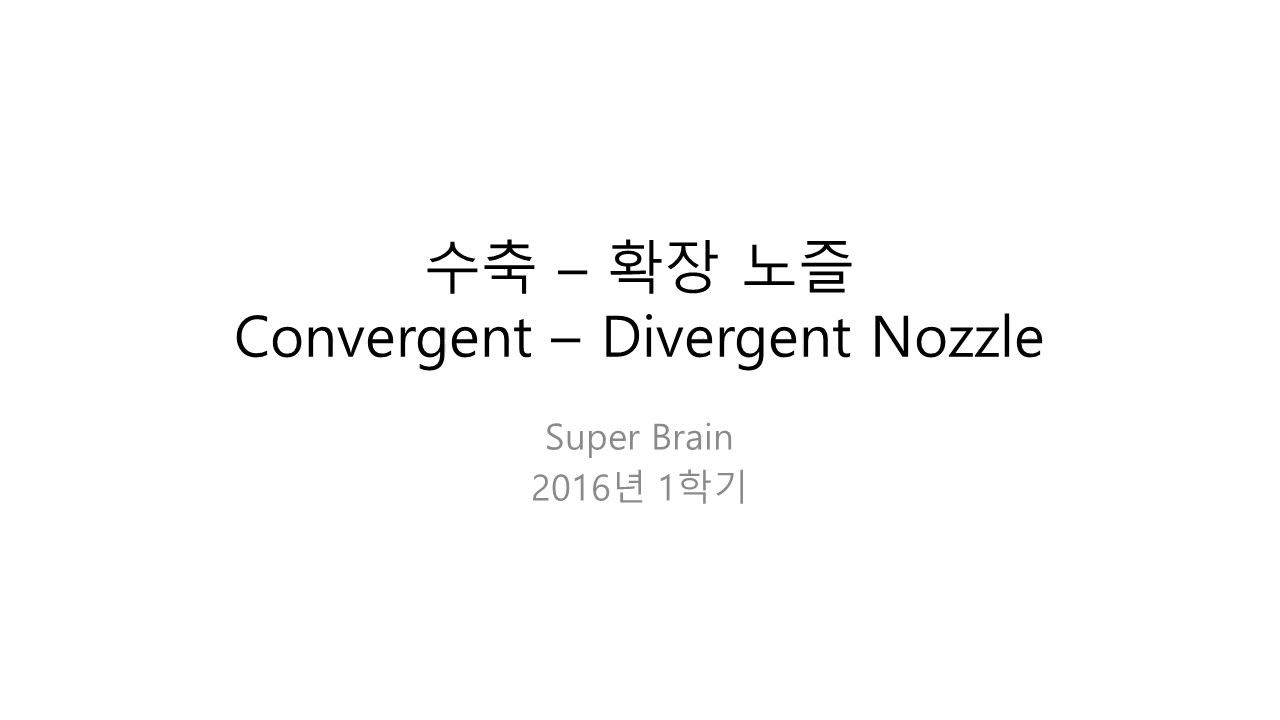 수축 – 확장 노즐
Convergent – Divergent Nozzle
Super Brain
2016년 1학기